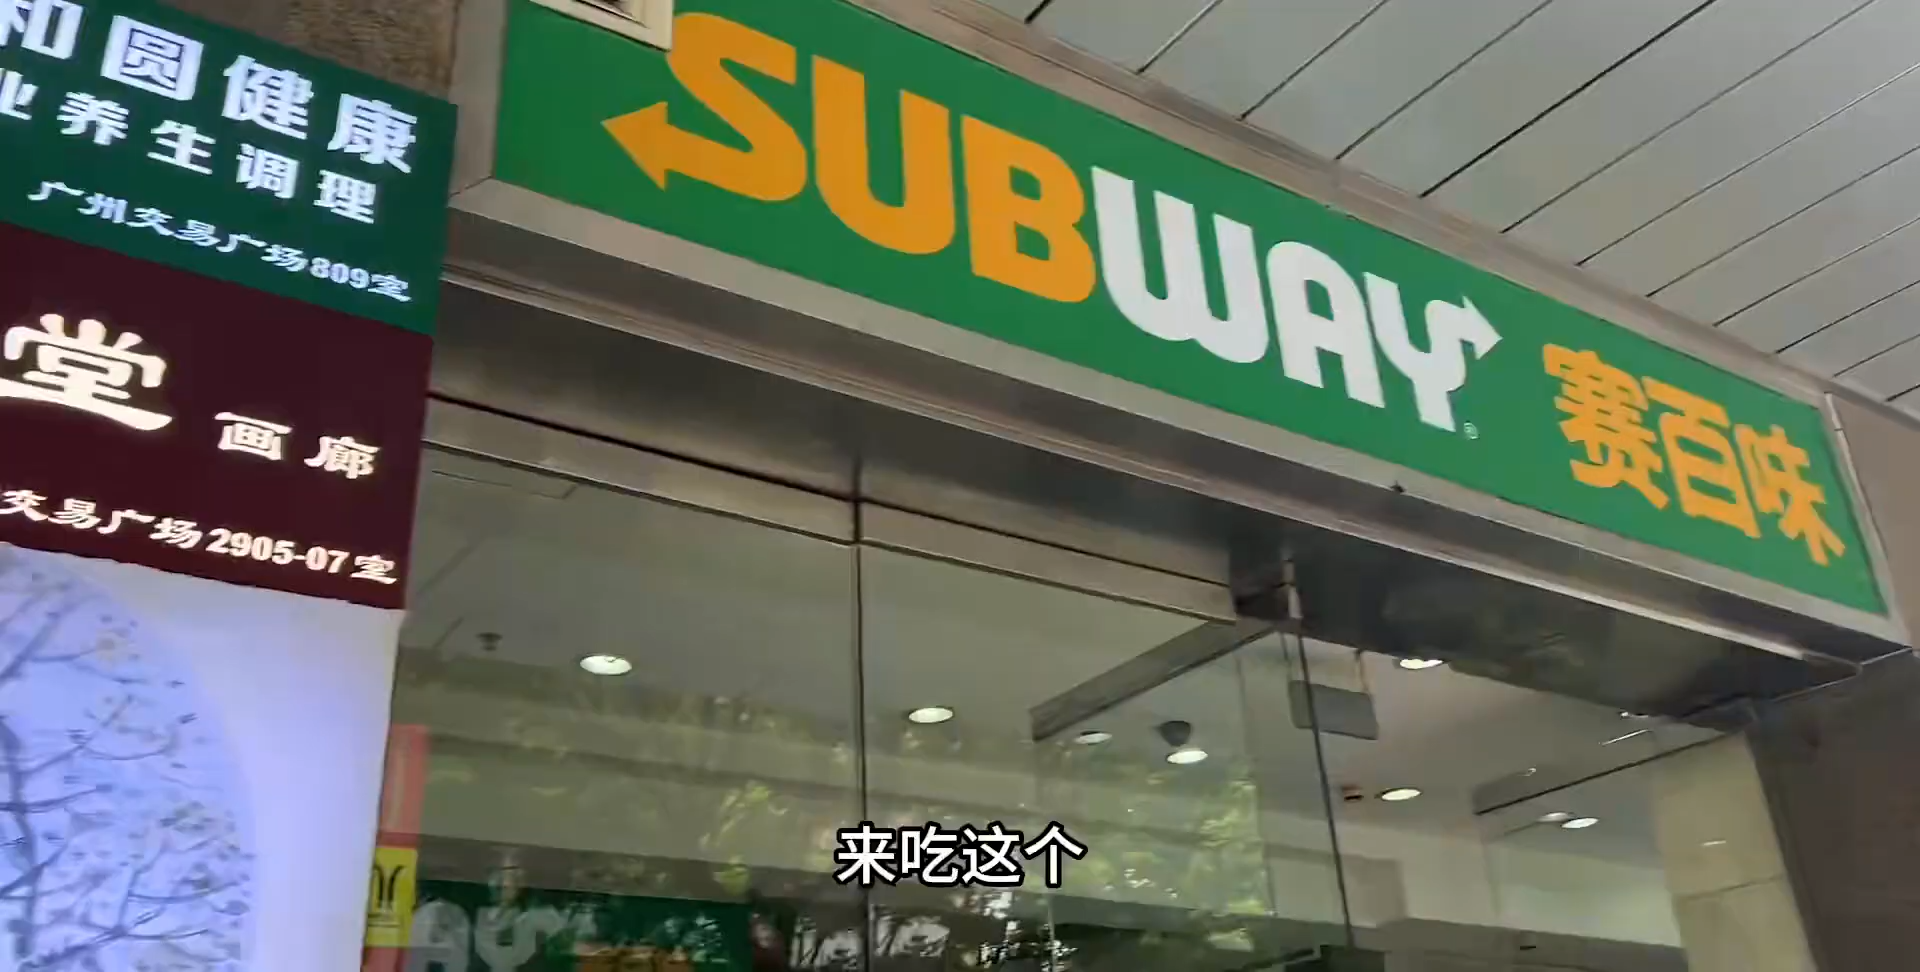 和圆健康
业养生调理
广州交易广场809室
堂画廊
交易广场2905-07室
SUBWAY® 赛百味
来吃这个